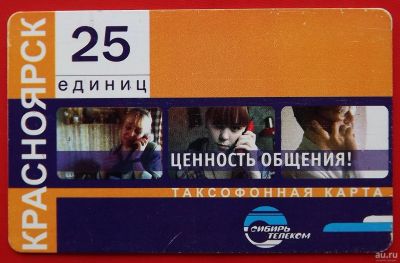 КРАСНОЯРСК
25
единиц
ЦЕННОСТЬ ОБЩЕНИЯ!
ТАКСОФОННАЯ КАРТА
СИБИРЬ
ТЕЛЕКОМ
au.ru